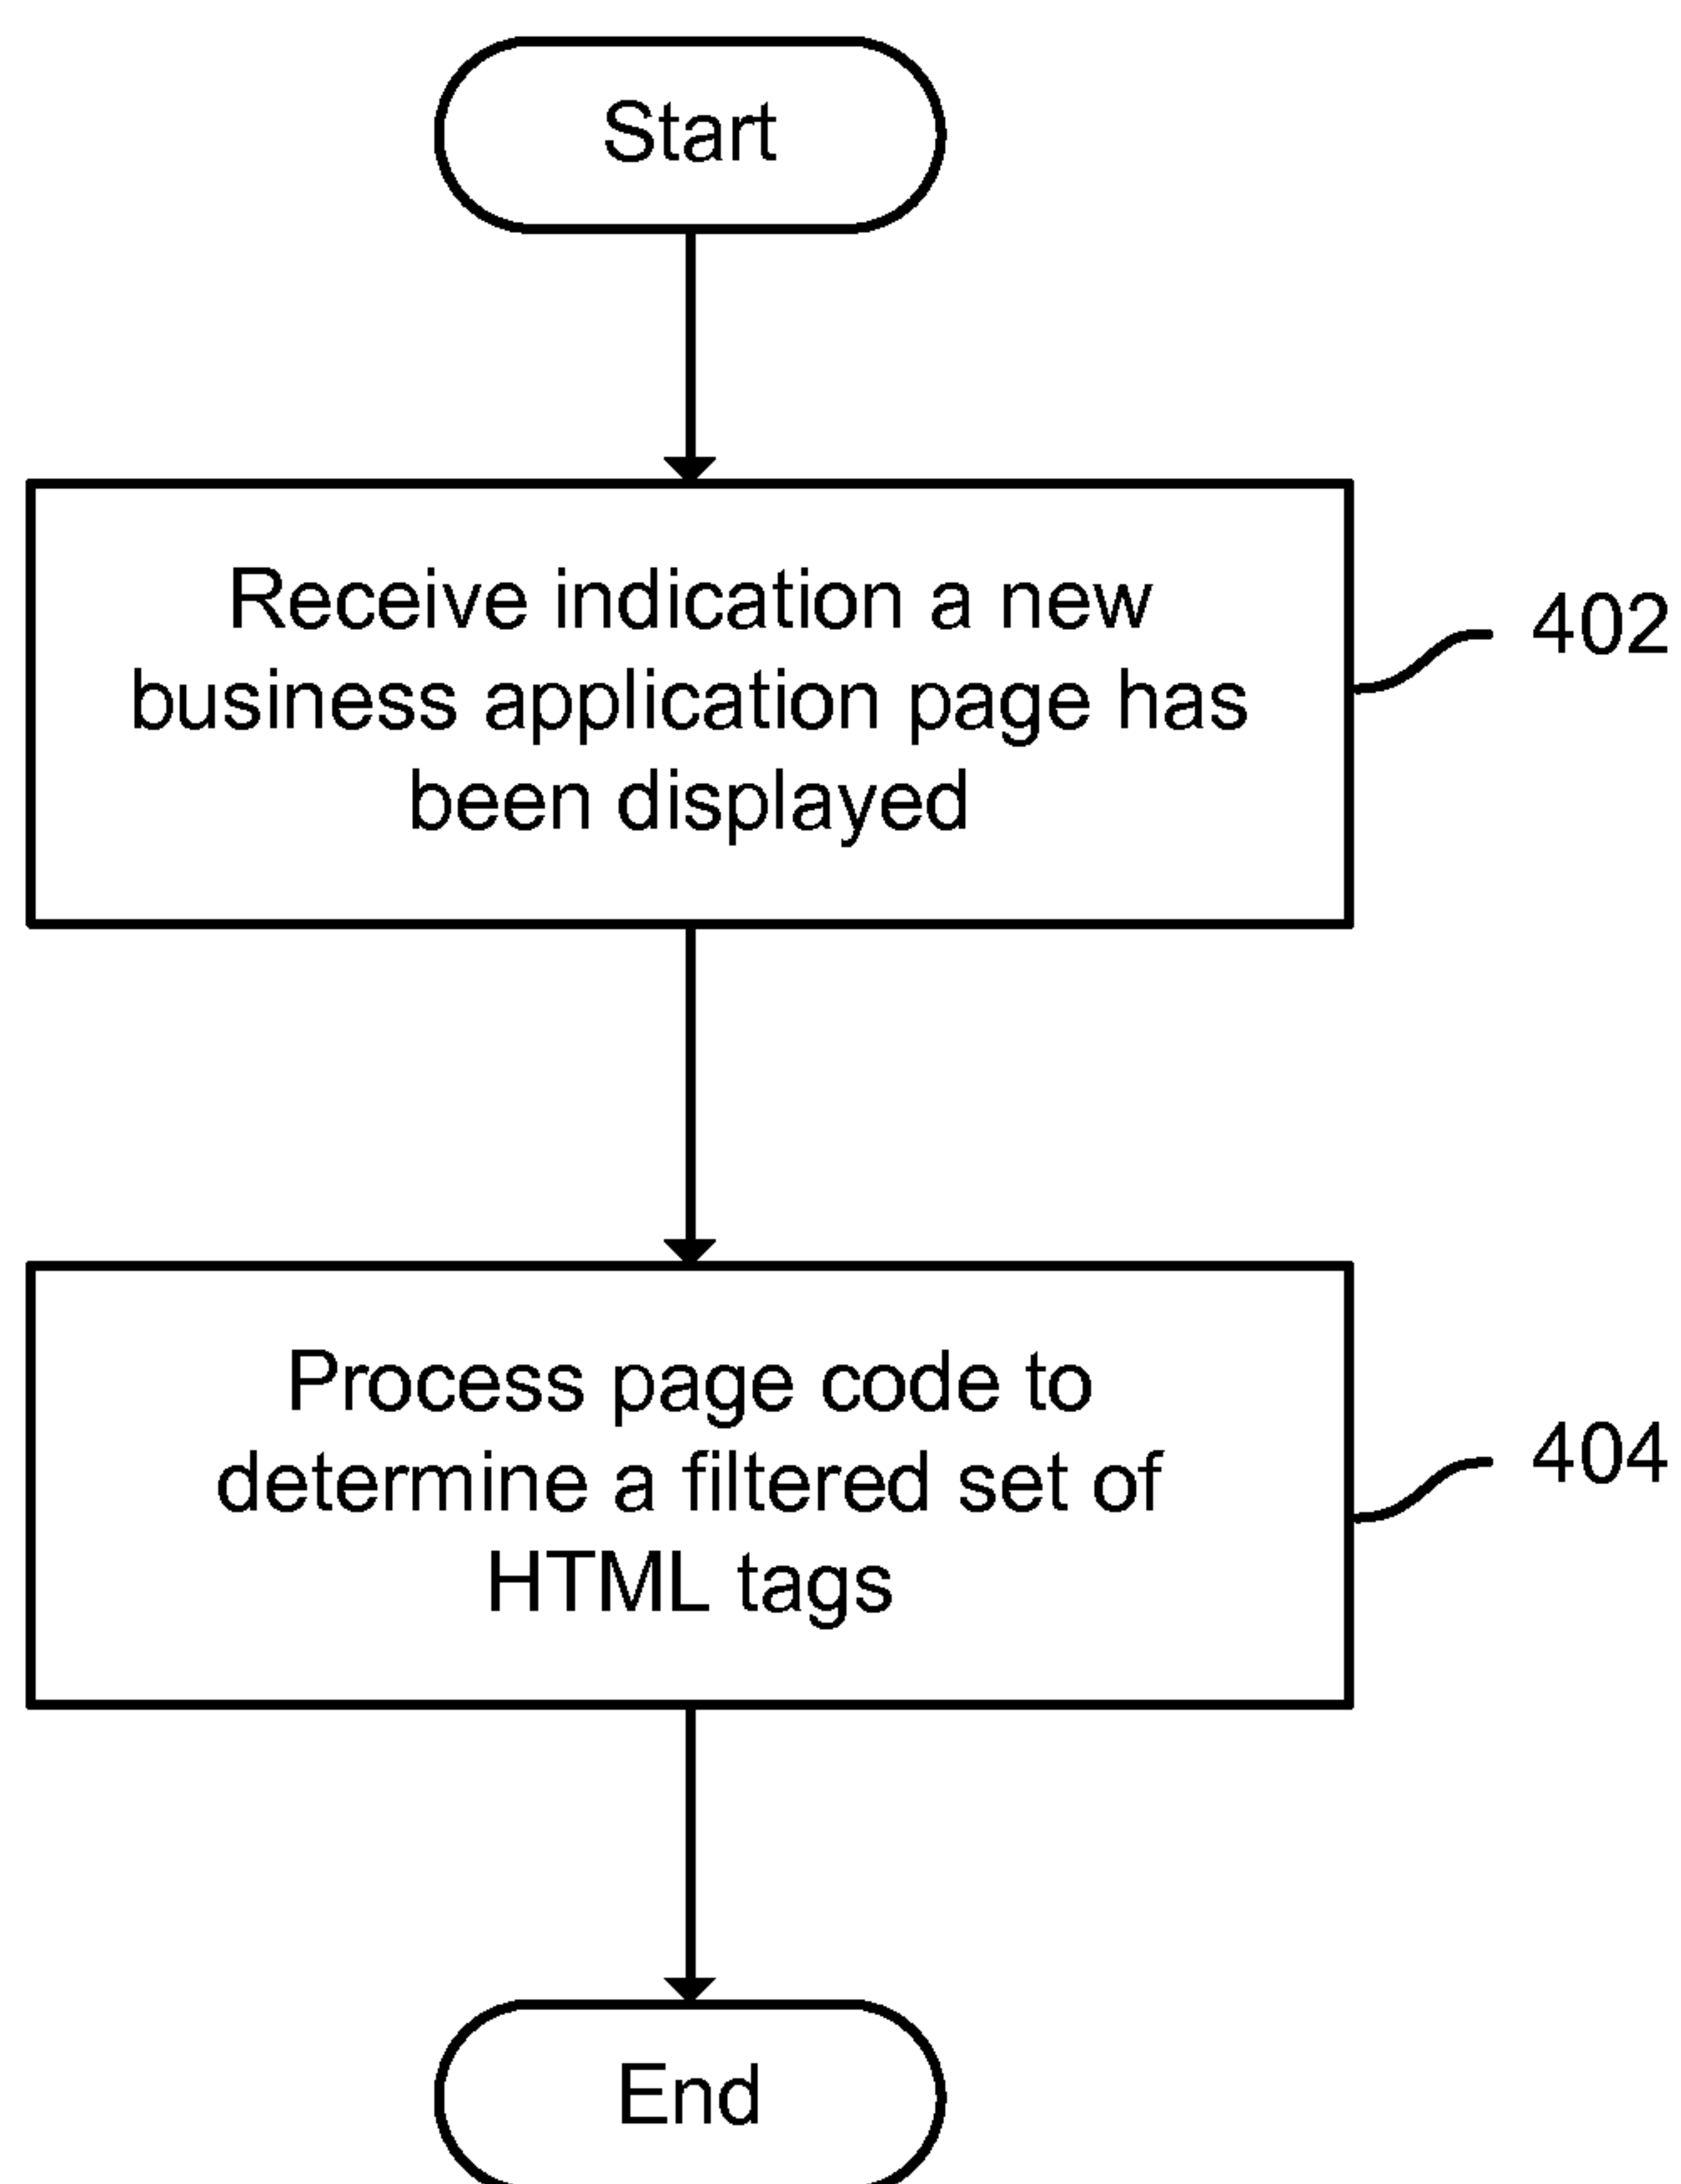 Start
Receive indication a new
business application page has
been displayed
402
Process page code to
determine a filtered set of
HTML tags
404
End